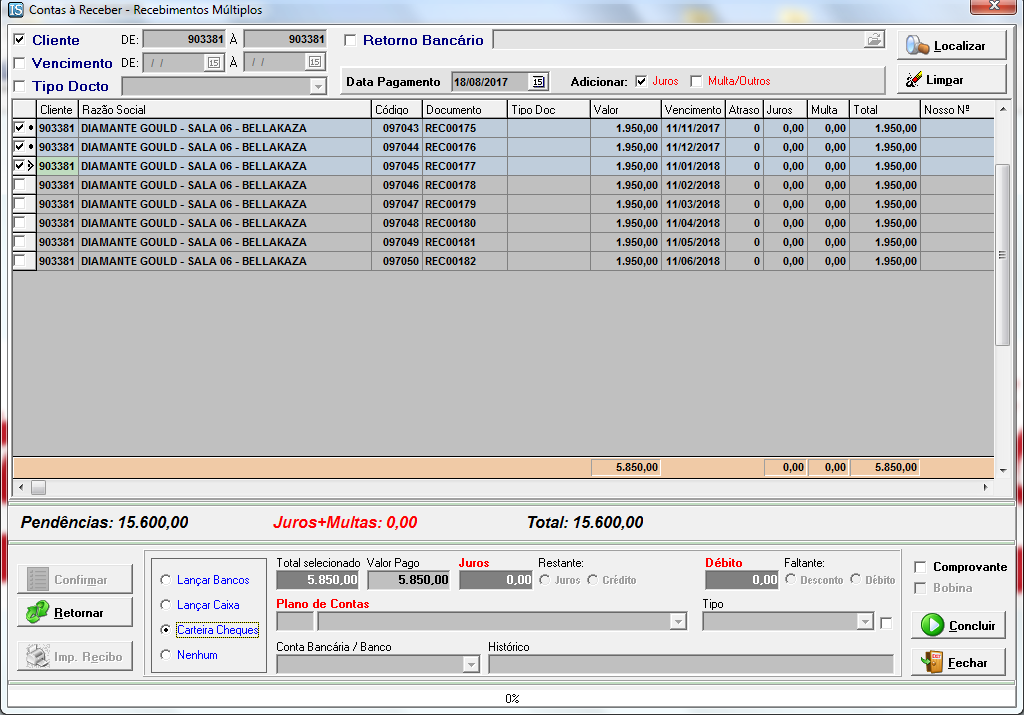 IS Contas à Receber - Recebimentos Múltiplos
Cliente DE: 903381 À 903381 Retorno Bancário Localizar
Vencimento DE: / / 15 À / / 15
Tipo Docto Data Pagamento 18/08/2017 15 Adicionar: Juros Multa/Outros Limpar
Cliente Razão Social Código Documento Tipo Doc Valor Vencimento Atraso Juros Multa Total Nosso Nº
903381 DIAMANTE GOULD - SALA 06 - BELLAKAZA 097043 REC00175 1.950,00 11/11/2017 0 0,00 0,00 1.950,00
903381 DIAMANTE GOULD - SALA 06 - BELLAKAZA 097044 REC00176 1.950,00 11/12/2017 0 0,00 0,00 1.950,00
903381 DIAMANTE GOULD - SALA 06 - BELLAKAZA 097045 REC00177 1.950,00 11/01/2018 0 0,00 0,00 1.950,00
903381 DIAMANTE GOULD - SALA 06 - BELLAKAZA 097046 REC00178 1.950,00 11/02/2018 0 0,00 0,00 1.950,00
903381 DIAMANTE GOULD - SALA 06 - BELLAKAZA 097047 REC00179 1.950,00 11/03/2018 0 0,00 0,00 1.950,00
903381 DIAMANTE GOULD - SALA 06 - BELLAKAZA 097048 REC00180 1.950,00 11/04/2018 0 0,00 0,00 1.950,00
903381 DIAMANTE GOULD - SALA 06 - BELLAKAZA 097049 REC00181 1.950,00 11/05/2018 0 0,00 0,00 1.950,00
903381 DIAMANTE GOULD - SALA 06 - BELLAKAZA 097050 REC00182 1.950,00 11/06/2018 0 0,00 0,00 1.950,00
5.850,00 0,00 0,00 5.850,00
Pendências: 15.600,00 Juros+Multas: 0,00 Total: 15.600,00
Confirmar
Retornar
Imp. Recibo
Lançar Bancos
Lançar Caixa
Carteira Cheques
Nenhum
Total selecionado Valor Pago Juros Restante: Débito Faltante:
5.850,00 5.850,00 0,00 Juros Crédito 0,00 Desconto Débito
Plano de Contas Tipo
Conta Bancária / Banco Histórico
Comprovante
Bobina
Concluir
Fechar
0%